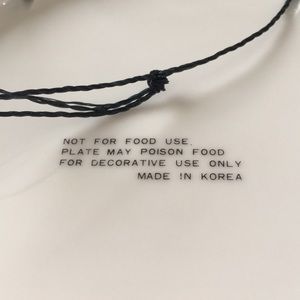 NOT FOR FOOD USE.
PLATE MAY POISON FOOD
FOR DECORATIVE USE ONLY
MADE IN KOREA